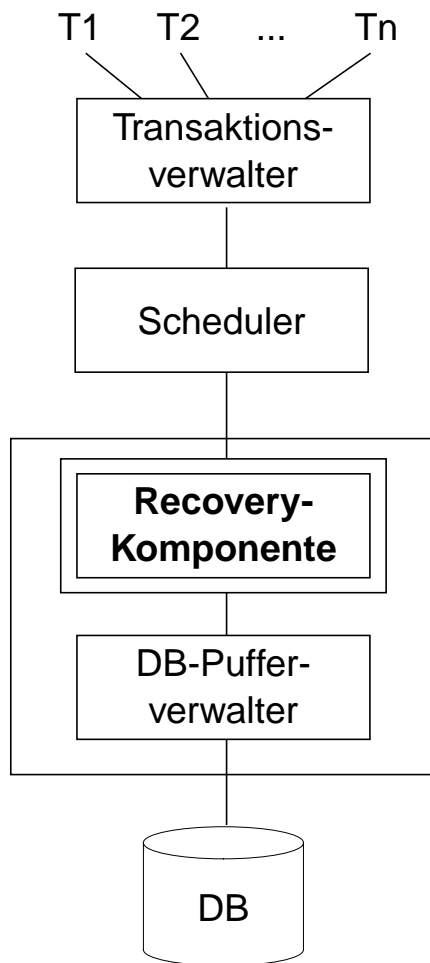 T1 T2 ... Tn
Transaktions-
verwalter
Scheduler
Recovery-
Komponente
DB-Puffer-
verwalter
DB